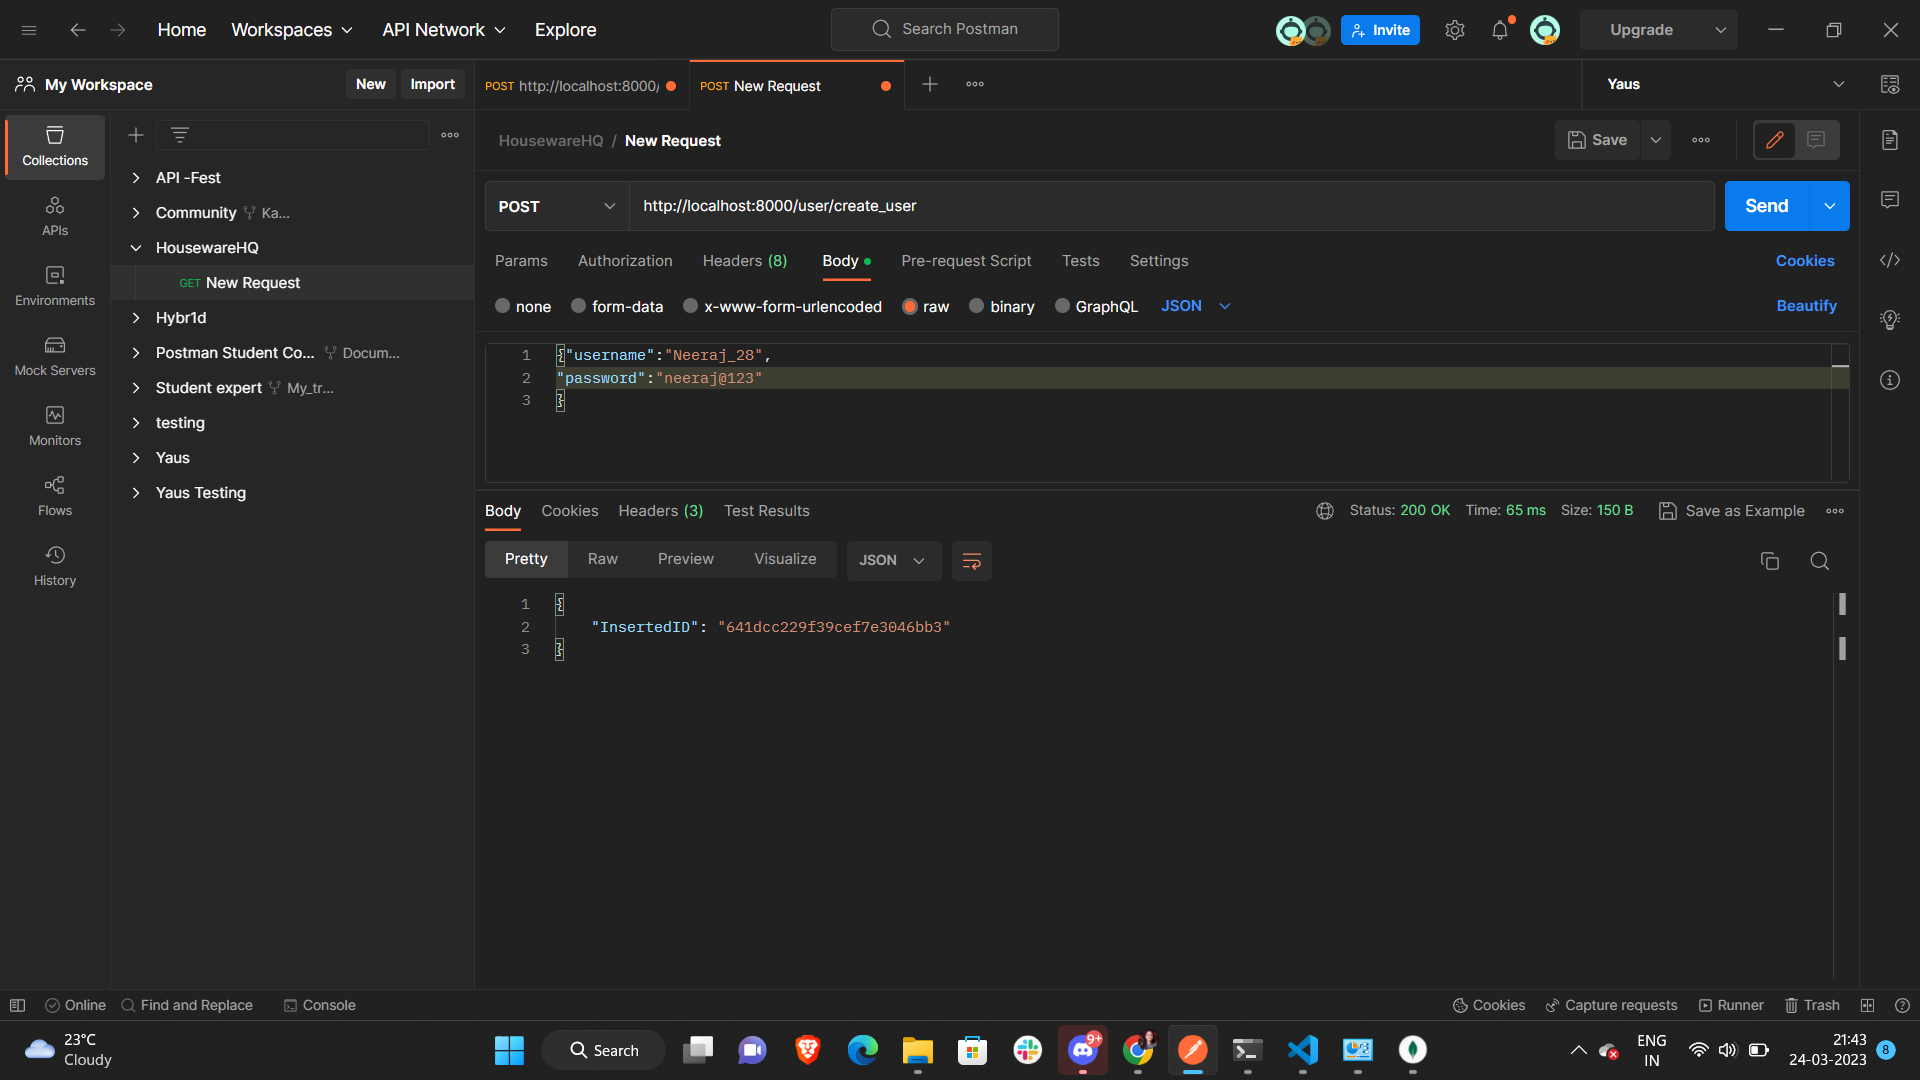 Home Workspaces API Network Explore Search Postman Invite Upgrade
My Workspace New Import POST http://localhost:8000/ POST New Request Yaus
HousewareHQ / New Request Save
Collections
APIs
Environments
Mock Servers
Monitors
Flows
History
API -Fest
Community Ka...
HousewareHQ
GET New Request
Hybr1d
Postman Student Co... Docum...
Student expert My_tr...
testing
Yaus
Yaus Testing
POST http://localhost:8000/user/create_user Send
Params Authorization Headers (8) Body Pre-request Script Tests Settings Cookies
none form-data x-www-form-urlencoded raw binary GraphQL JSON Beautify
1 {"username":"Neeraj_28",
2 "password":"neeraj@123"
3 }
Body Cookies Headers (3) Test Results Status: 200 OK Time: 65 ms Size: 150 B Save as Example
Pretty Raw Preview Visualize JSON
1 {
2 "InsertedID": "641dcc229f39cef7e3046bb3"
3 }
Online Find and Replace Console Cookies Capture requests Runner Trash
23°C
Cloudy
Search
9+
ENG
IN
21:43
24-03-2023
8